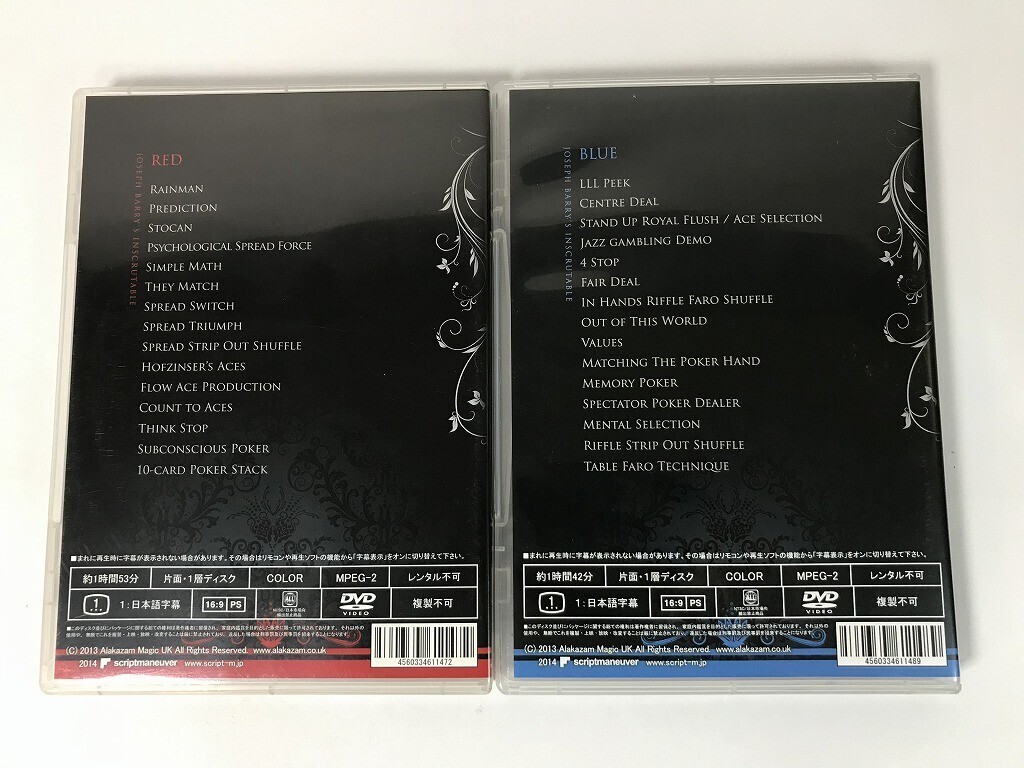 RED
JOSEPH BARRY'S INSCRUTABLE
RAINMAN
PREDICTION
STOCAN
PSYCHOLOGICAL SPREAD FORCE
SIMPLE MATH
THEY MATCH
SPREAD SWITCH
SPREAD TRIUMPH
SPREAD STRIP OUT SHUFFLE
HOFZINSER'S ACES
FLOW ACE PRODUCTION
COUNT TO ACES
THINK STOP
SUBCONSCIOUS POKER
10-CARD POKER STACK
■まれに再生時に字幕が表示されない場合があります。その場合はリモコンや再生ソフトの機能から「字幕表示」をオンに切り替えて下さい。
約1時間53分 片面・1層ディスク COLOR MPEG-2 レンタル不可
1 1:日本語字幕 16:9 PS ALL DVD VIDEO 複製不可
(C) 2013 Alakazam Magic UK All Rights Reserved. www.alakazam.co.uk
2014 scriptmaneuver www.script-m.jp
4560334611472
BLUE
JOSEPH BARRY'S INSCRUTABLE
LLL PEEK
CENTRE DEAL
STAND UP ROYAL FLUSH / ACE SELECTION
JAZZ GAMBLING DEMO
4 STOP
FAIR DEAL
IN HANDS RIFFLE FARO SHUFFLE
OUT OF THIS WORLD
VALUES
MATCHING THE POKER HAND
MEMORY POKER
SPECTATOR POKER DEALER
MENTAL SELECTION
RIFFLE STRIP OUT SHUFFLE
TABLE FARO TECHNIQUE
■まれに再生時に字幕が表示されない場合があります。その場合はリモコンや再生ソフトの機能から「字幕表示」をオンに切り替えて下さい。
約1時間42分 片面・1層ディスク COLOR MPEG-2 レンタル不可
1 1:日本語字幕 16:9 PS ALL DVD VIDEO 複製不可
(C) 2013 Alakazam Magic UK All Rights Reserved. www.alakazam.co.uk
2014 scriptmaneuver www.script-m.jp
4560334611489